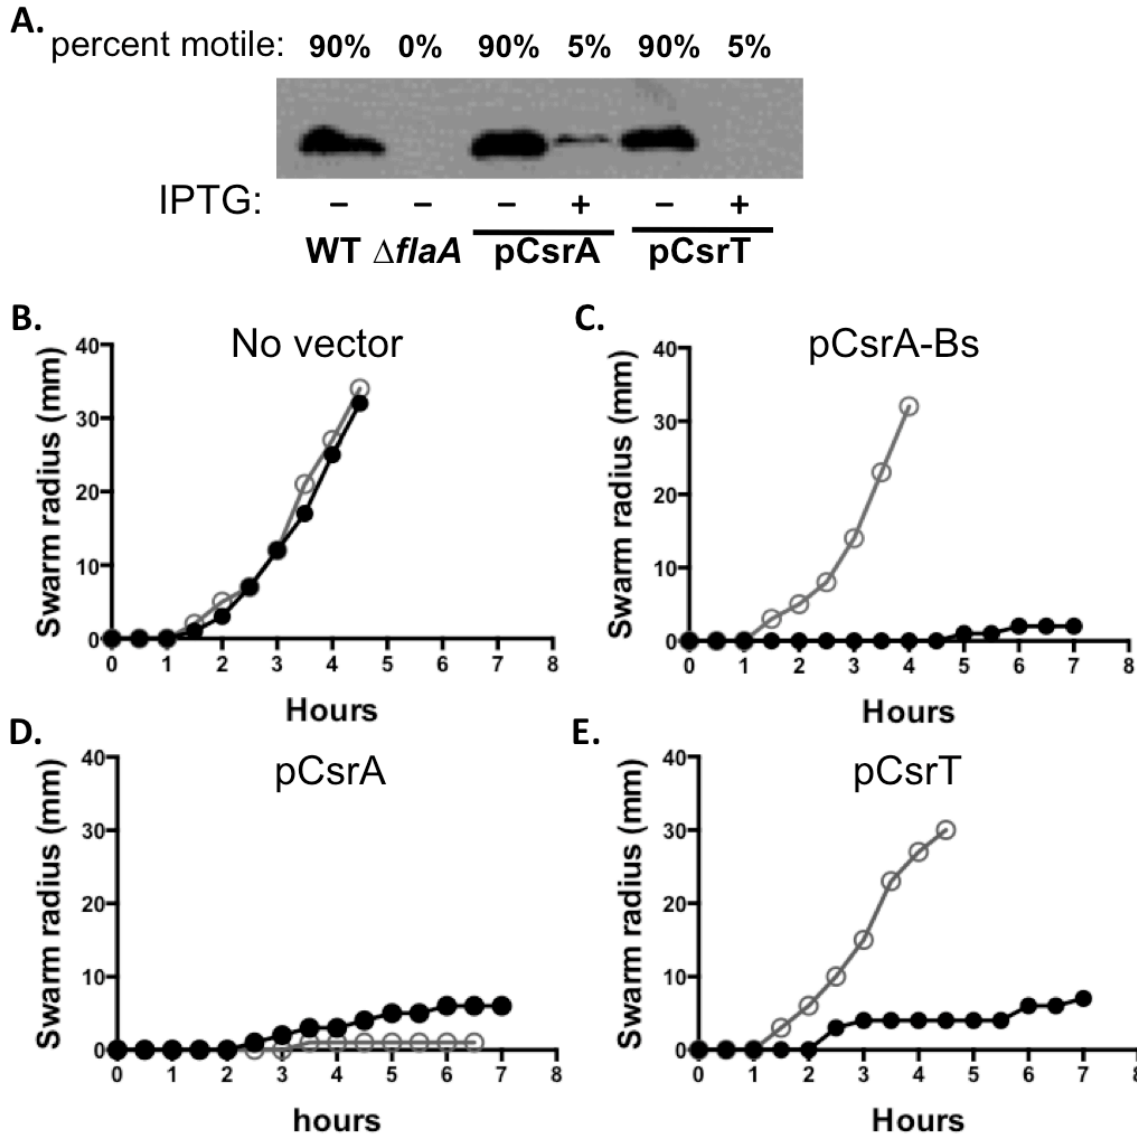 A.
percent motile: 90% 0% 90% 5% 90% 5%
IPTG: – – – + – +
WT ΔflaA pCsrA pCsrT
B.
No vector
Swarm radius (mm)
40
30
20
10
0
0 1 2 3 4 5 6 7 8
Hours
C.
pCsrA-Bs
Swarm radius (mm)
40
30
20
10
0
0 1 2 3 4 5 6 7 8
Hours
D.
pCsrA
Swarm radius (mm)
40
30
20
10
0
0 1 2 3 4 5 6 7 8
hours
E.
pCsrT
Swarm radius (mm)
40
30
20
10
0
0 1 2 3 4 5 6 7 8
Hours